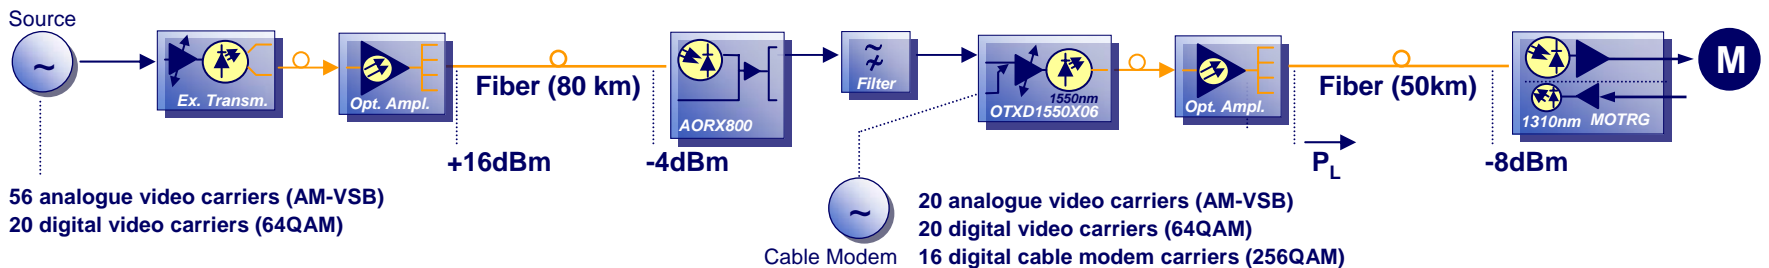 Source
~
Ex. Transm.
Opt. Ampl.
Fiber (80 km)
AORX800
Filter
1550nm
OTXD1550X06
Opt. Ampl.
Fiber (50km)
1310nm MOTRG
M
+16dBm
-4dBm
PL
-8dBm
56 analogue video carriers (AM-VSB)
20 digital video carriers (64QAM)
~
Cable Modem
20 analogue video carriers (AM-VSB)
20 digital video carriers (64QAM)
16 digital cable modem carriers (256QAM)